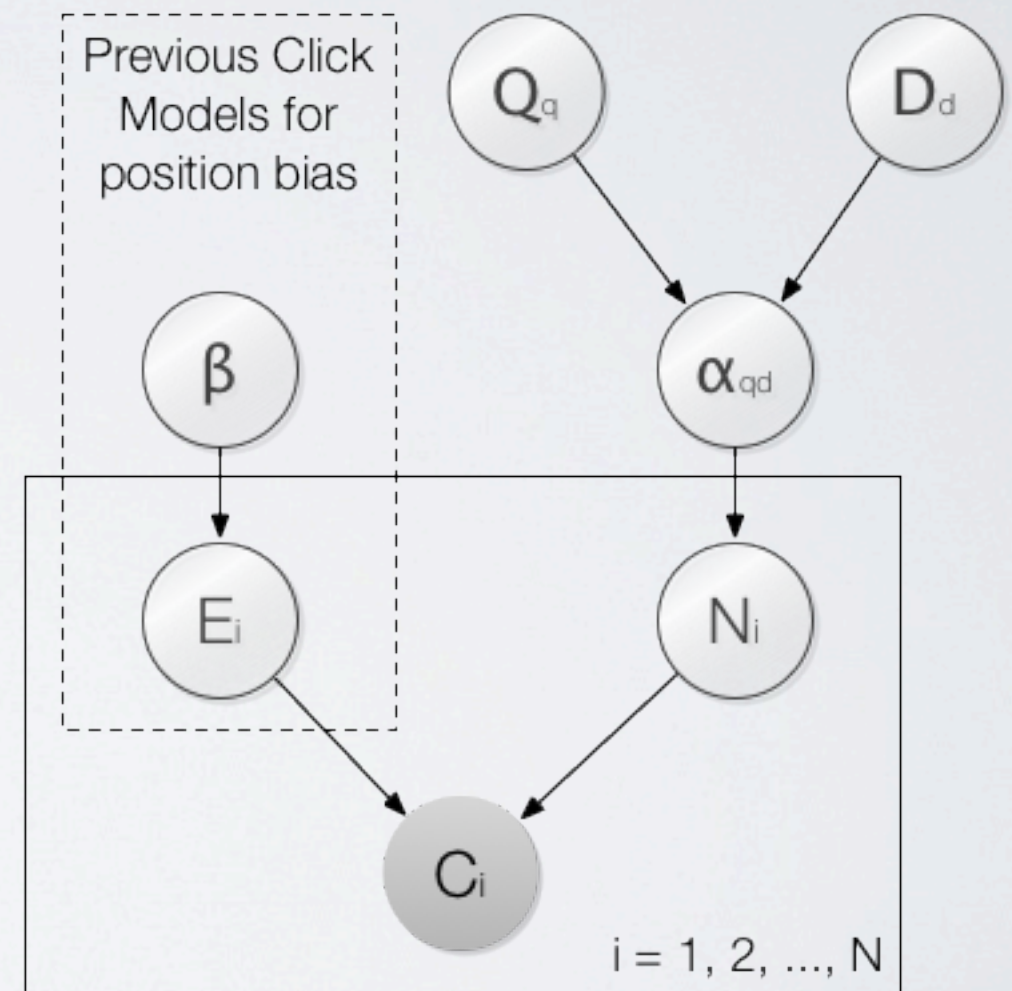 Previous Click
Models for
position bias
Qq
Dd
β
αqd
Ei
Ni
Ci
i = 1, 2, ..., N